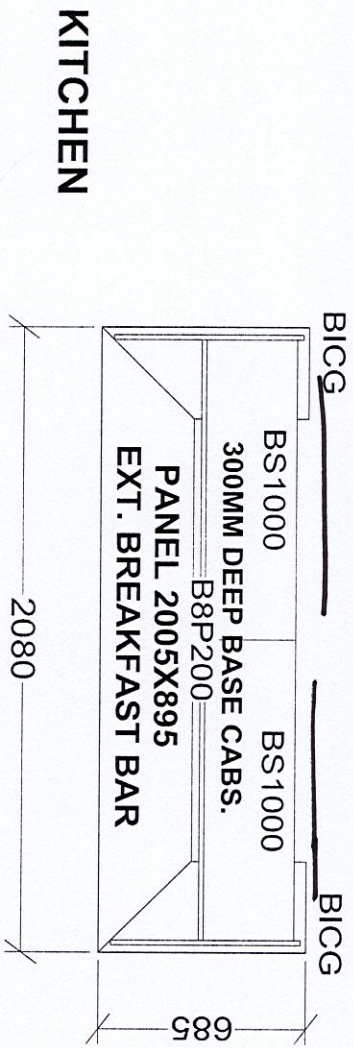 KITCHEN
BICG
BICG
BS1000
BS1000
300MM DEEP BASE CABS.
B8P200
PANEL 2005X895
EXT. BREAKFAST BAR
2080
685